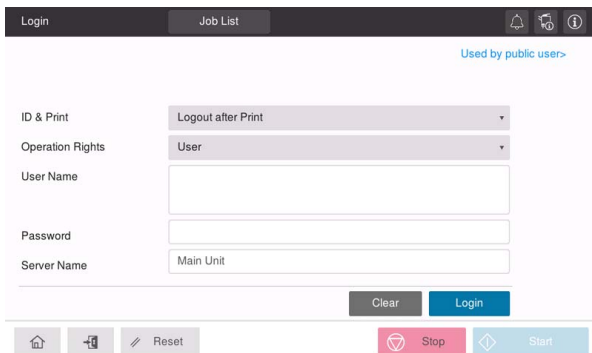 Login Job List
Used by public user>
ID & Print Logout after Print
Operation Rights User
User Name
Password
Server Name Main Unit
Clear Login
Reset Stop Start